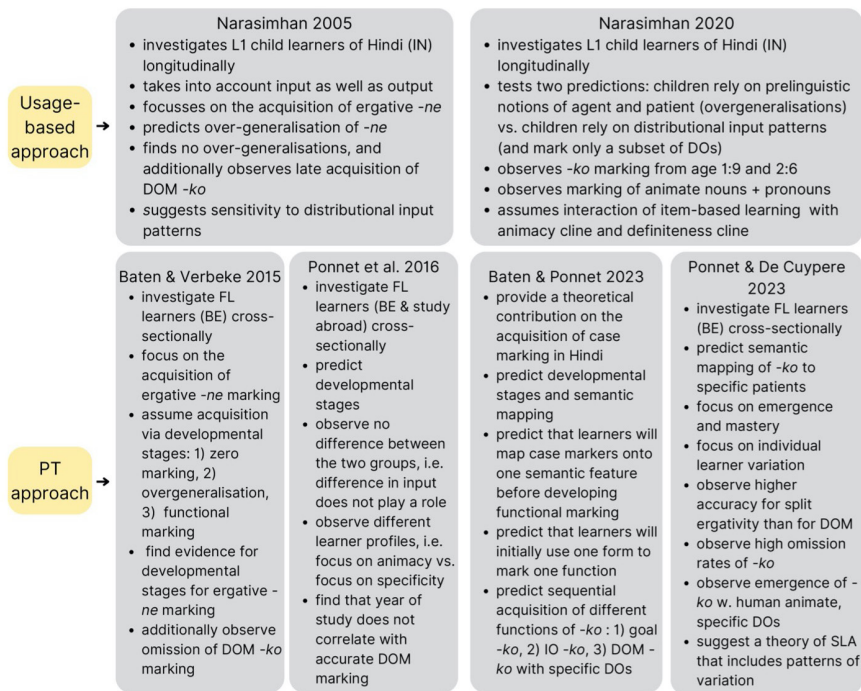 Usage-
based
approach
Narasimhan 2005
• investigates L1 child learners of Hindi (IN)
longitudinally
• takes into account input as well as output
• focusses on the acquisition of ergative -ne
• predicts over-generalisation of -ne
• finds no over-generalisations, and
additionally observes late acquisition of
DOM -ko
• suggests sensitivity to distributional input
patterns
Narasimhan 2020
• investigates L1 child learners of Hindi (IN)
longitudinally
• tests two predictions: children rely on prelinguistic
notions of agent and patient (overgeneralisations)
vs. children rely on distributional input patterns
(and mark only a subset of DOs)
• observes -ko marking from age 1:9 and 2:6
• observes marking of animate nouns + pronouns
• assumes interaction of item-based learning with
animacy cline and definiteness cline
PT
approach
Baten & Verbeke 2015
• investigate FL
learners (BE) cross-
sectionally
• focus on the
acquisition of
ergative -ne marking
• assume acquisition
via developmental
stages: 1) zero
marking, 2)
overgeneralisation,
3) functional
marking
• find evidence for
developmental
stages for ergative -
ne marking
• additionally observe
omission of DOM -ko
marking
Ponnet et al. 2016
• investigate FL
learners (BE & study
abroad) cross-
sectionally
• predict
developmental
stages
• observe no
difference between
the two groups, i.e.
difference in input
does not play a role
• observe different
learner profiles, i.e.
focus on animacy vs.
focus on specificity
• find that year of
study does not
correlate with
accurate DOM
marking
Baten & Ponnet 2023
• provide a theoretical
contribution on the
acquisition of case
marking in Hindi
• predict developmental
stages and semantic
mapping
• predict that learners will
map case markers onto
one semantic feature
before developing
functional marking
• predict that learners will
initially use one form to
mark one function
• predict sequential
acquisition of different
functions of -ko : 1) goal
-ko, 2) IO -ko, 3) DOM -
ko with specific DOs
Ponnet & De Cuypere
2023
• investigate FL learners
(BE) cross-sectionally
• predict semantic
mapping of -ko to
specific patients
• focus on emergence
and mastery
• focus on individual
learner variation
• observe higher
accuracy for split
ergativity than for DOM
• observe high omission
rates of -ko
• observe emergence of -
ko w. human animate,
specific DOs
• suggest a theory of SLA
that includes patterns of
variation